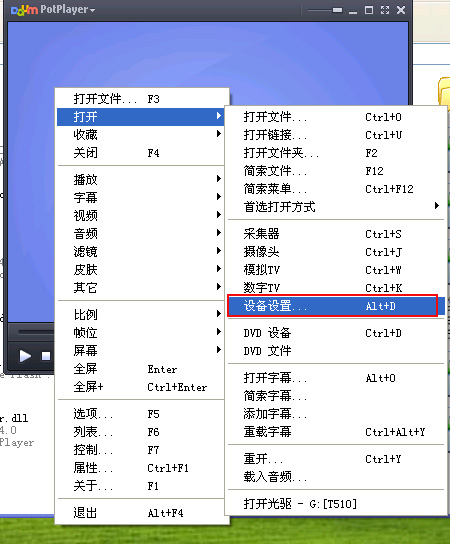 Daum PotPlayer
打开文件... F3
打开
收藏
关闭 F4
播放
字幕
视频
音频
滤镜
皮肤
其它
比例
帧位
屏幕
全屏 Enter
全屏+ Ctrl+Enter
选项... F5
列表... F6
控制... F7
属性... Ctrl+F1
关于... F1
退出 Alt+F4
打开文件... Ctrl+O
打开链接... Ctrl+U
打开文件夹... F2
简索文件... F12
简索菜单... Ctrl+F12
首选打开方式
采集器 Ctrl+S
摄像头 Ctrl+J
模拟TV Ctrl+W
数字TV Ctrl+K
设备设置... Alt+D
DVD 设备 Ctrl+D
DVD 文件
打开字幕... Alt+O
简索字幕...
添加字幕...
重载字幕 Ctrl+Alt+Y
重开... Ctrl+Y
载入音频...
打开光驱 - G:[T510]
r.dll
4.0
Player